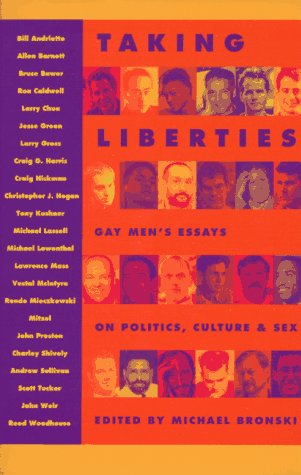 Bill Andriette
Allen Barnett
Bruce Bawer
Ron Caldwell
Larry Chua
Jesse Green
Larry Gross
Craig G. Harris
Craig Hickman
Christopher J. Hogan
Tony Kushner
Michael Lassell
Michael Lowenthal
Lawrence Mass
Vestal McIntyre
Rondo Mieczkowski
Mitzel
John Preston
Charley Shively
Andrew Sullivan
Scott Tucker
John Weir
Reed Woodhouse
TAKING
LIBERTIES
GAY MEN'S ESSAYS
ON POLITICS, CULTURE & SEX
EDITED BY MICHAEL BRONSKI